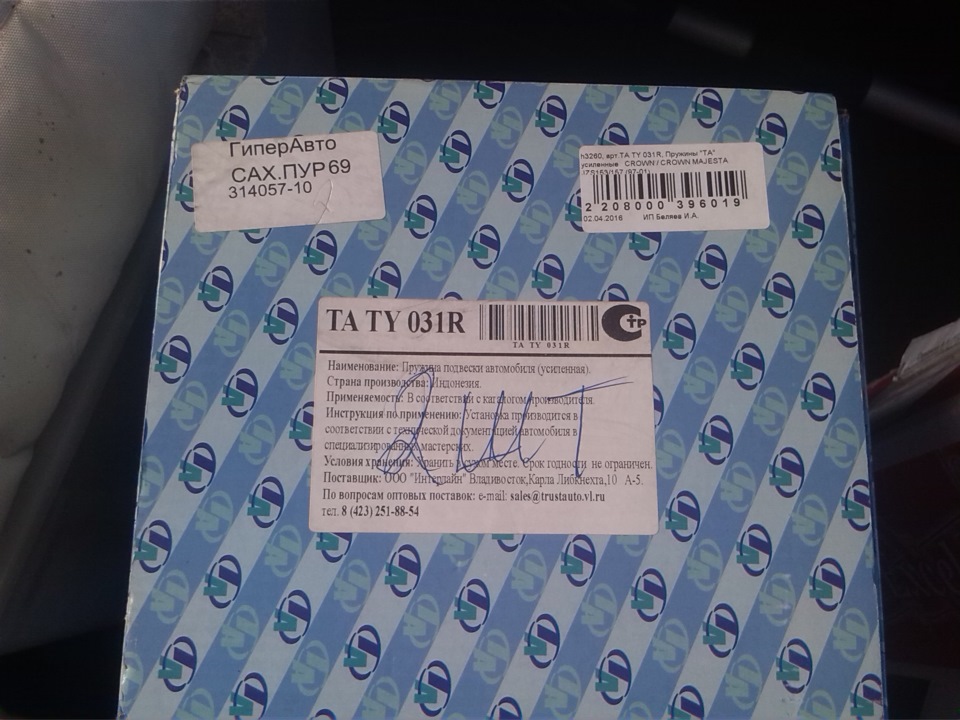 ГиперАвто
САХ.ПУР 69
314057-10
h3260, арт.TA TY 031R, Пружины "TA"
усиленные CROWN / CROWN MAJESTA
2 208000 396019
02.04.2016 ИП Беляев И.А.
TA TY 031R
TA TY 031R
Наименование: Пружина подвески автомобиля (усиленная).
Страна производства: Индонезия.
Применяемость: В соответствии с каталогом производителя.
Инструкция по применению: Установка производится в
соответствии с технической документацией автомобиля в
специализированных мастерских.
Условия хранения: Хранить в сухом месте. Срок годности не ограничен.
Поставщик: ООО "Интерлайн" Владивосток,Карла Либкнехта,10 А-5.
По вопросам оптовых поставок: e-mail: sales@trustauto.vl.ru
тел. 8 (423) 251-88-54